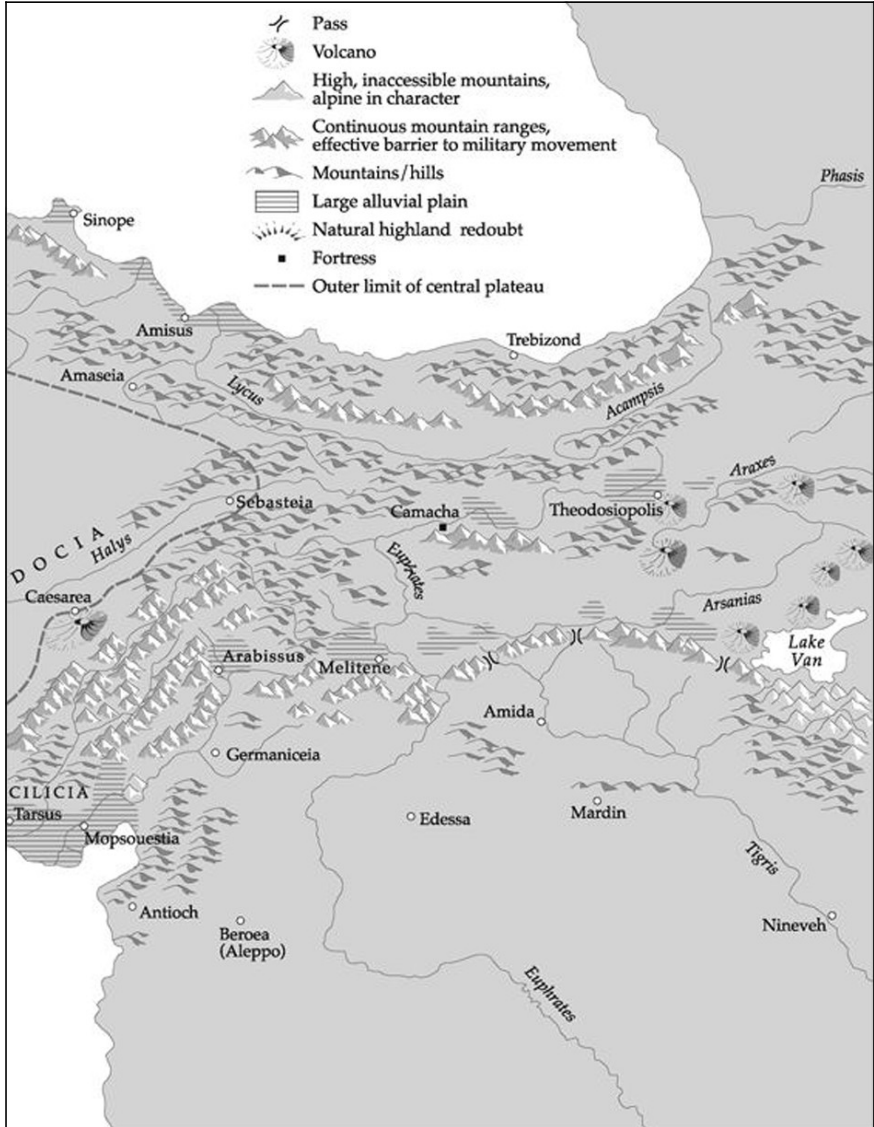 Pass
Volcano
High, inaccessible mountains,
alpine in character
Continuous mountain ranges,
effective barrier to military movement
Mountains/hills
Large alluvial plain
Natural highland redoubt
Fortress
Outer limit of central plateau
Phasis
Sinope
Amisus
Trebizond
Amaseia
Lycus
Acampsis
Araxes
Sebasteia
Camacha
Theodosiopolis
DOCIA
Halys
Euphrates
Caesarea
Arsanias
Lake
Van
Arabissus
Melitene
Amida
Germaniceia
CILICIA
Tarsus
Mopsouestia
Edessa
Mardin
Tigris
Antioch
Beroea
(Aleppo)
Nineveh
Euphrates